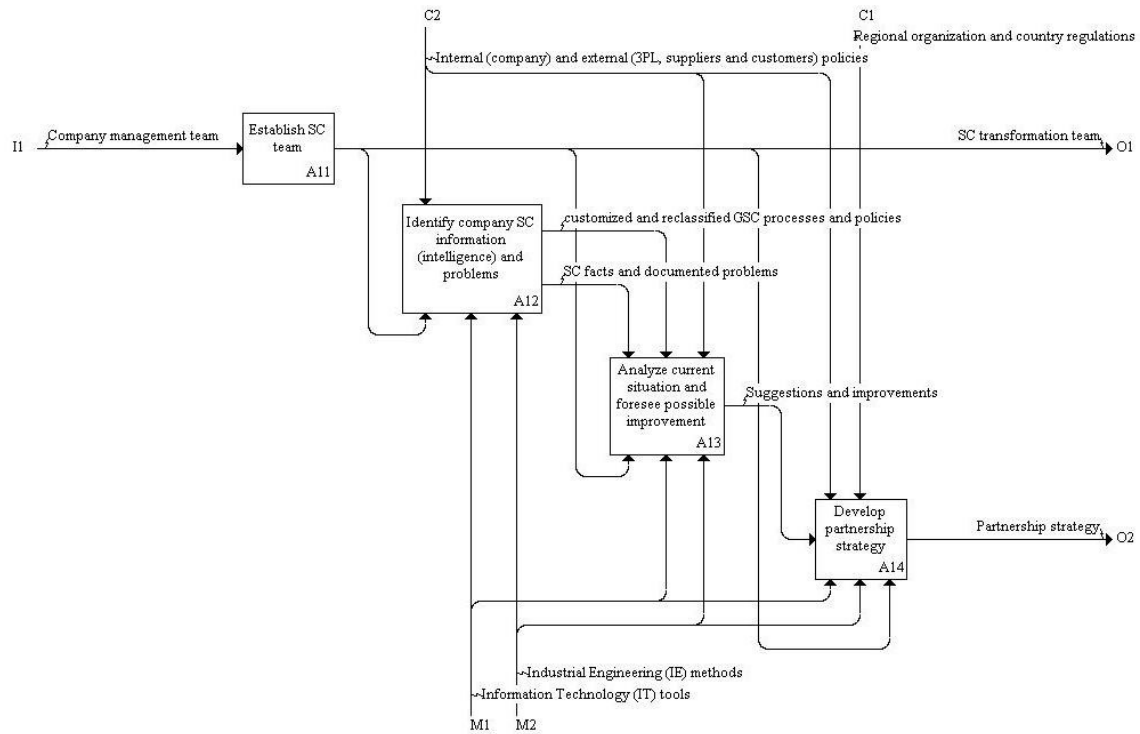 C2
C1
Regional organization and country regulations
Internal (company) and external (3PL, suppliers and customers) policies
I1
Company management team
Establish SC
team
A11
SC transformation team
O1
Identify company SC
information
(intelligence) and
problems
A12
customized and reclassified GSC processes and policies
SC facts and documented problems
Analyze current
situation and
foresee possible
improvement
A13
Suggestions and improvements
Develop
partnership
strategy
A14
Partnership strategy
O2
Industrial Engineering (IE) methods
Information Technology (IT) tools
M1
M2